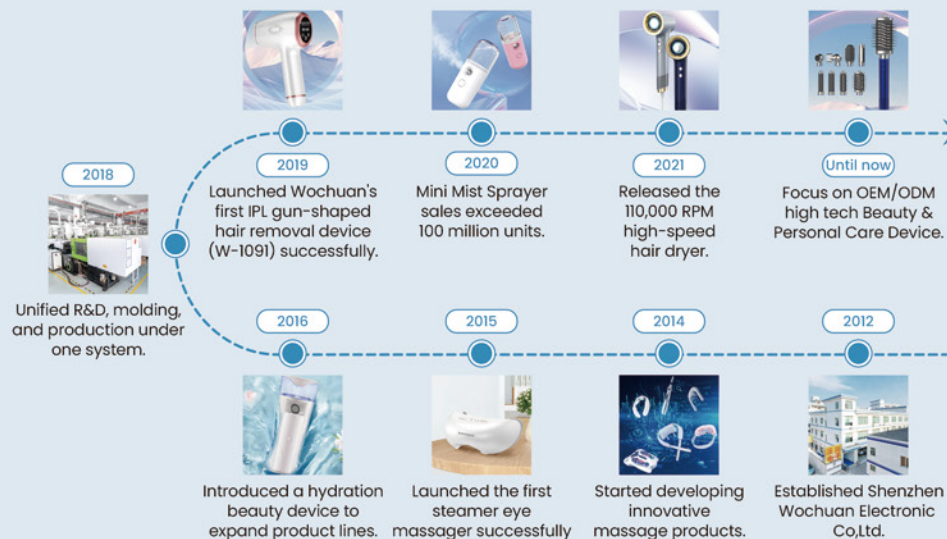 2018
Unified R&D, molding,
and production under
one system.
2019
Launched Wochuan's
first IPL gun-shaped
hair removal device
(W-1091) successfully.
2020
Mini Mist Sprayer
sales exceeded
100 million units.
2021
Released the
110,000 RPM
high-speed
hair dryer.
Until now
Focus on OEM/ODM
high tech Beauty &
Personal Care Device.
2016
Introduced a hydration
beauty device to
expand product lines.
2015
Launched the first
steamer eye
massager successfully
2014
Started developing
innovative
massage products.
2012
Established Shenzhen
Wochuan Electronic
Co,Ltd.